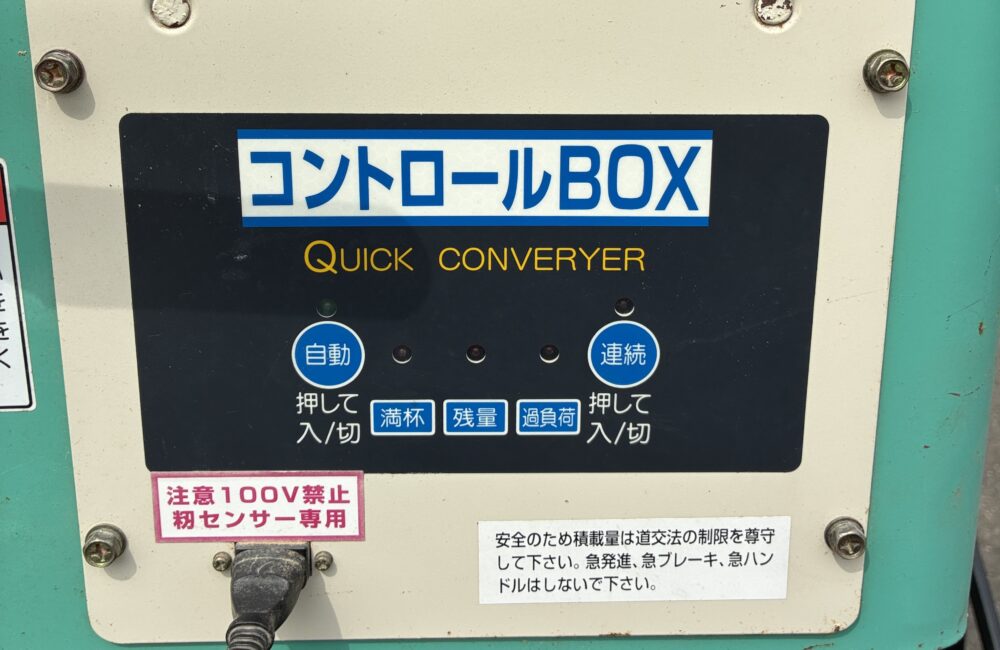 コントロールBOX
QUICK CONVERYER
自動
連続
押して
入/切
満杯
残量
過負荷
押して
入/切
注意100V禁止
籾センサー専用
安全のため積載量は道交法の制限を尊守
して下さい。急発進、急ブレーキ、急ハン
ドルはしないで下さい。